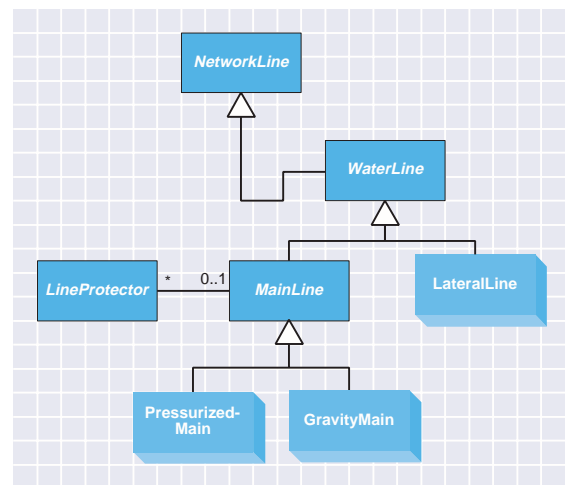 NetworkLine
WaterLine
LineProtector
*
0..1
MainLine
LateralLine
Pressurized-
Main
GravityMain